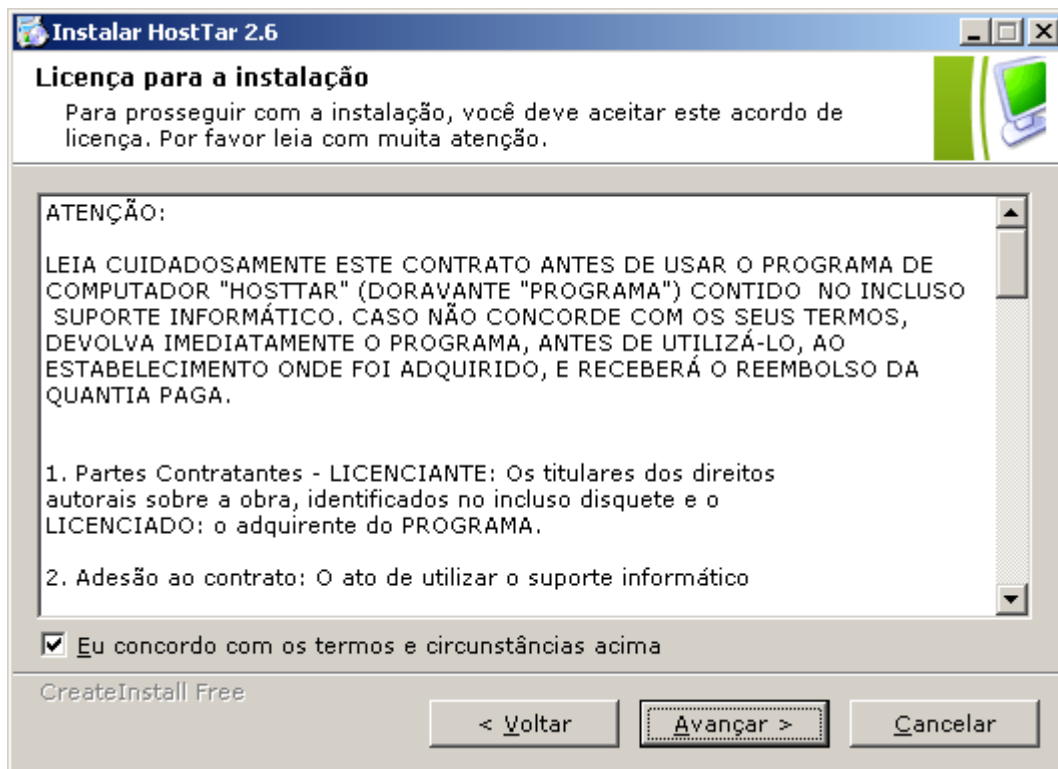 Instalar HostTar 2.6
Licença para a instalação
Para prosseguir com a instalação, você deve aceitar este acordo de
licença. Por favor leia com muita atenção.
ATENÇÃO:
LEIA CUIDADOSAMENTE ESTE CONTRATO ANTES DE USAR O PROGRAMA DE
COMPUTADOR "HOSTTAR" (DORAVANTE "PROGRAMA") CONTIDO  NO INCLUSO
SUPORTE INFORMÁTICO. CASO NÃO CONCORDE COM OS SEUS TERMOS,
DEVOLVA IMEDIATAMENTE O PROGRAMA, ANTES DE UTILIZÁ-LO, AO
ESTABELECIMENTO ONDE FOI ADQUIRIDO, E RECEBERÁ O REEMBOLSO DA
QUANTIA PAGA.
1. Partes Contratantes - LICENCIANTE: Os titulares dos direitos
autorais sobre a obra, identificados no incluso disquete e o
LICENCIADO: o adquirente do PROGRAMA.
2. Adesão ao contrato: O ato de utilizar o suporte informático
Eu concordo com os termos e circunstâncias acima
CreateInstall Free
< Voltar
Avançar >
Cancelar